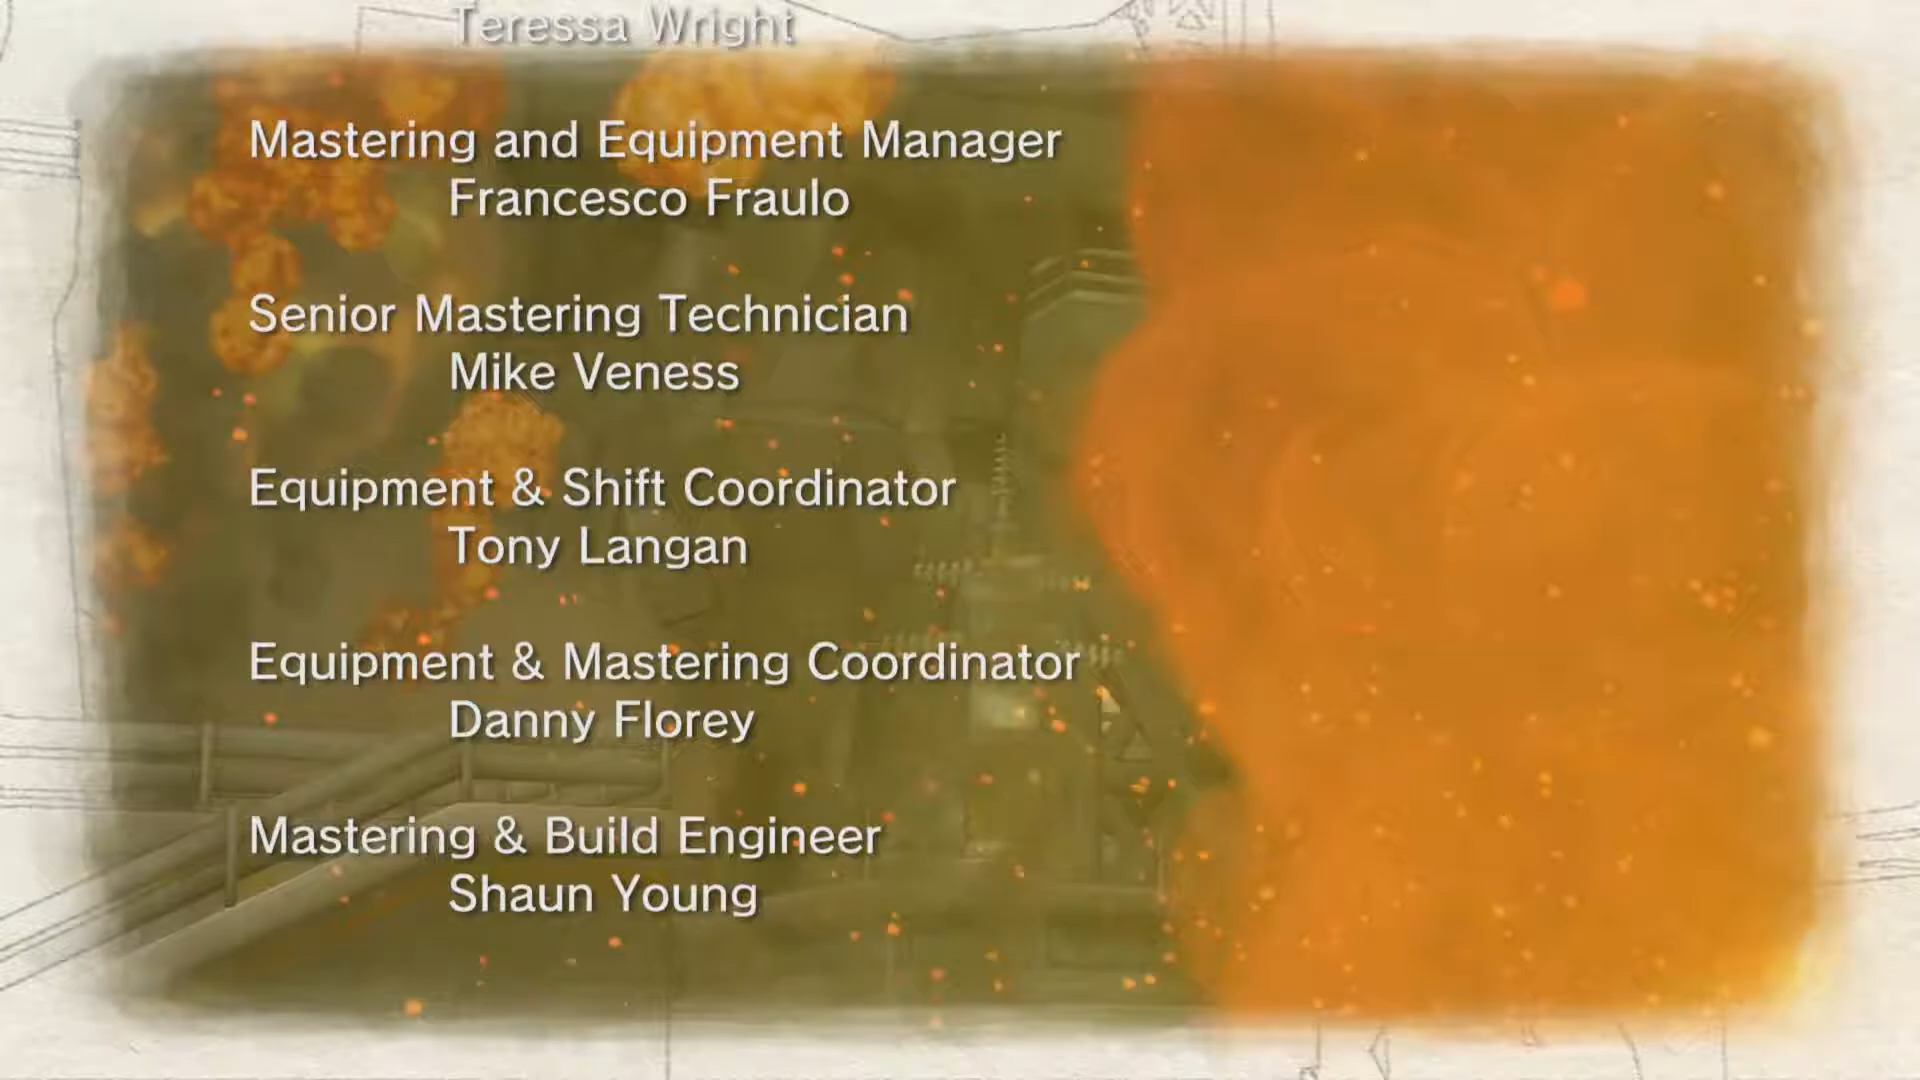 Teressa Wright
Mastering and Equipment Manager
Francesco Fraulo
Senior Mastering Technician
Mike Veness
Equipment & Shift Coordinator
Tony Langan
Equipment & Mastering Coordinator
Danny Florey
Mastering & Build Engineer
Shaun Young